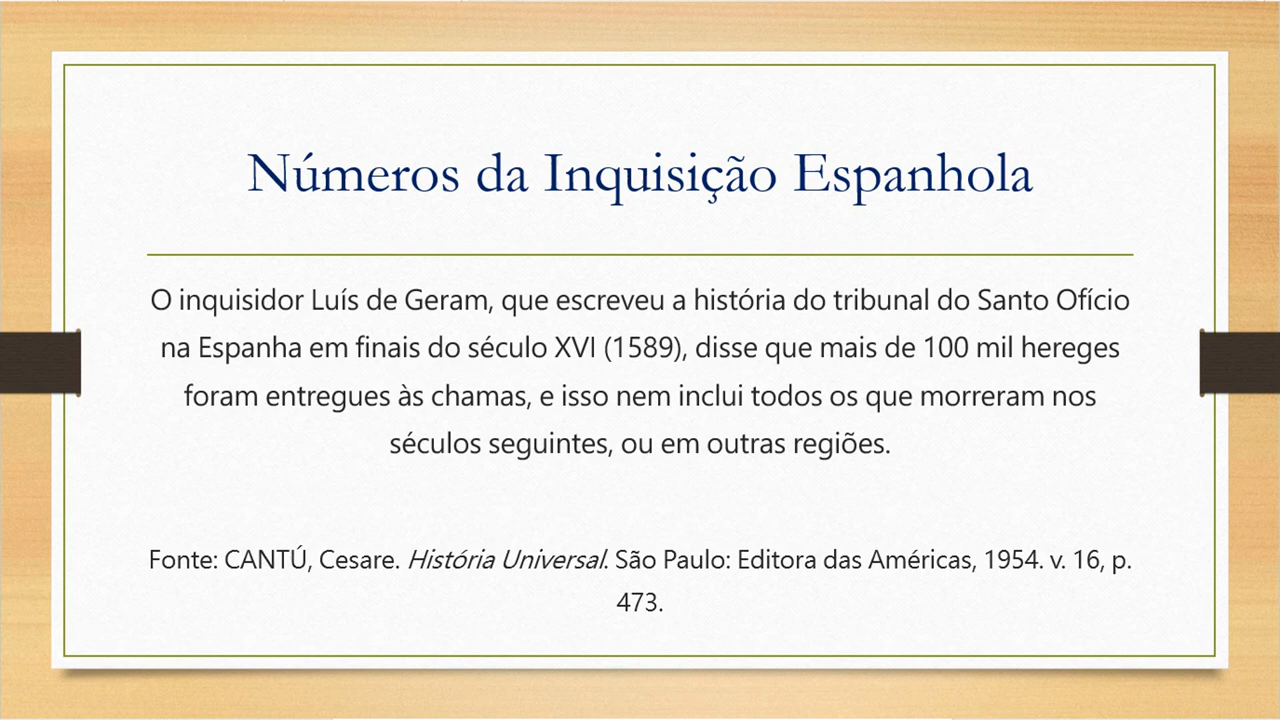 Números da Inquisição Espanhola
O inquisidor Luís de Geram, que escreveu a história do tribunal do Santo Ofício
na Espanha em finais do século XVI (1589), disse que mais de 100 mil hereges
foram entregues às chamas, e isso nem inclui todos os que morreram nos
séculos seguintes, ou em outras regiões.
Fonte: CANTÚ, Cesare. História Universal. São Paulo: Editora das Américas, 1954. v. 16, p.
473.